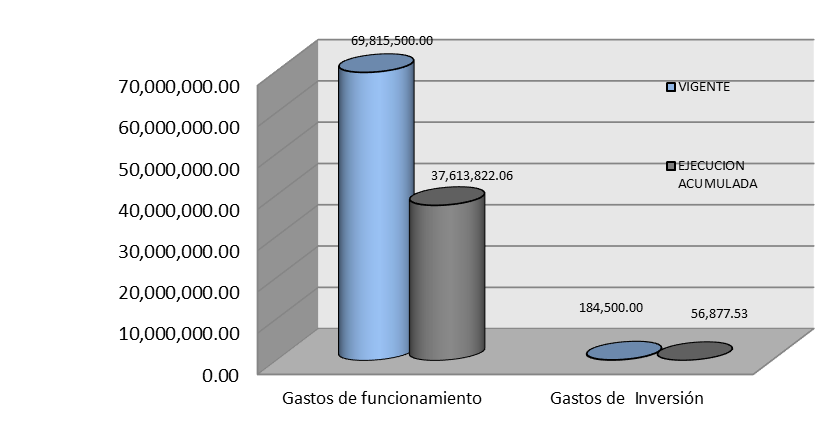 69,815,500.00
70,000,000.00
VIGENTE
60,000,000.00
50,000,000.00
EJECUCION
37,613,822.06
ACUMULADA
40,000,000.00
30,000,000.00
20,000,000.00
184,500.00
56,877.53
10,000,000.00
0.00
Gastos de funcionamiento
Gastos de  Inversión